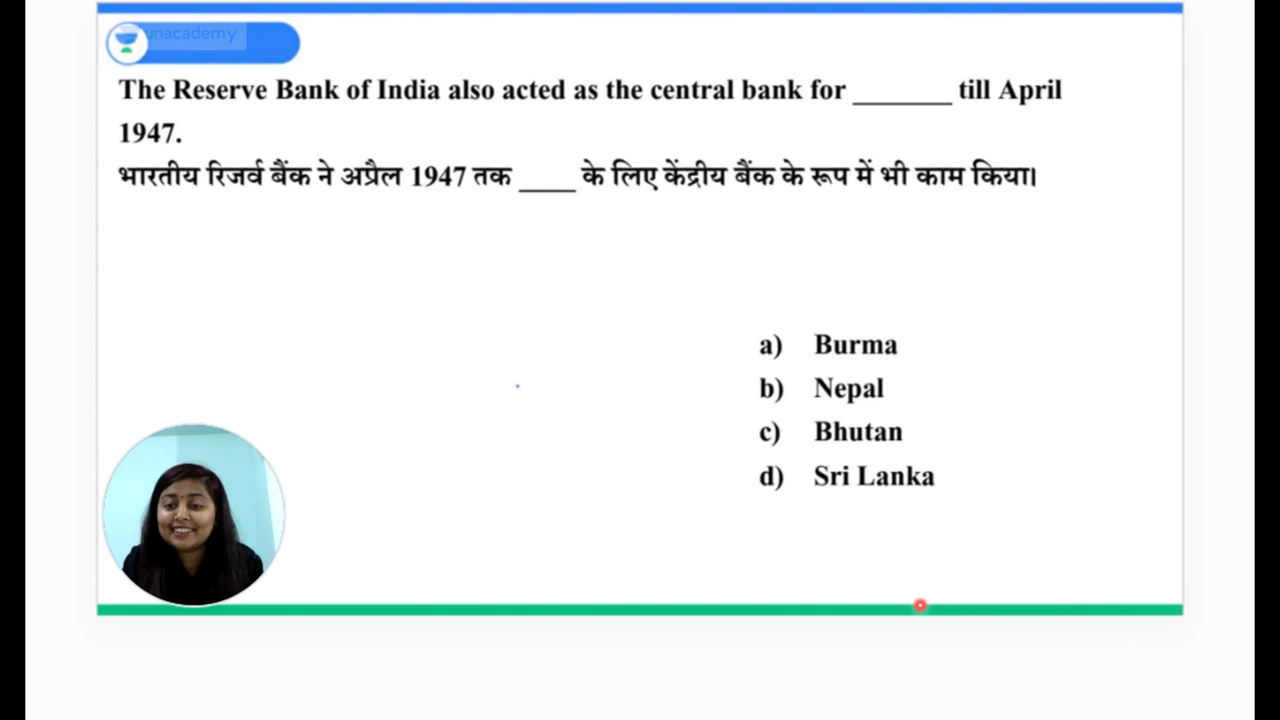 unacademy
The Reserve Bank of India also acted as the central bank for _______ till April
1947.
भारतीय रिजर्व बैंक ने अप्रैल 1947 तक ____ के लिए केंद्रीय बैंक के रूप में भी काम किया।
a) Burma
b) Nepal
c) Bhutan
d) Sri Lanka